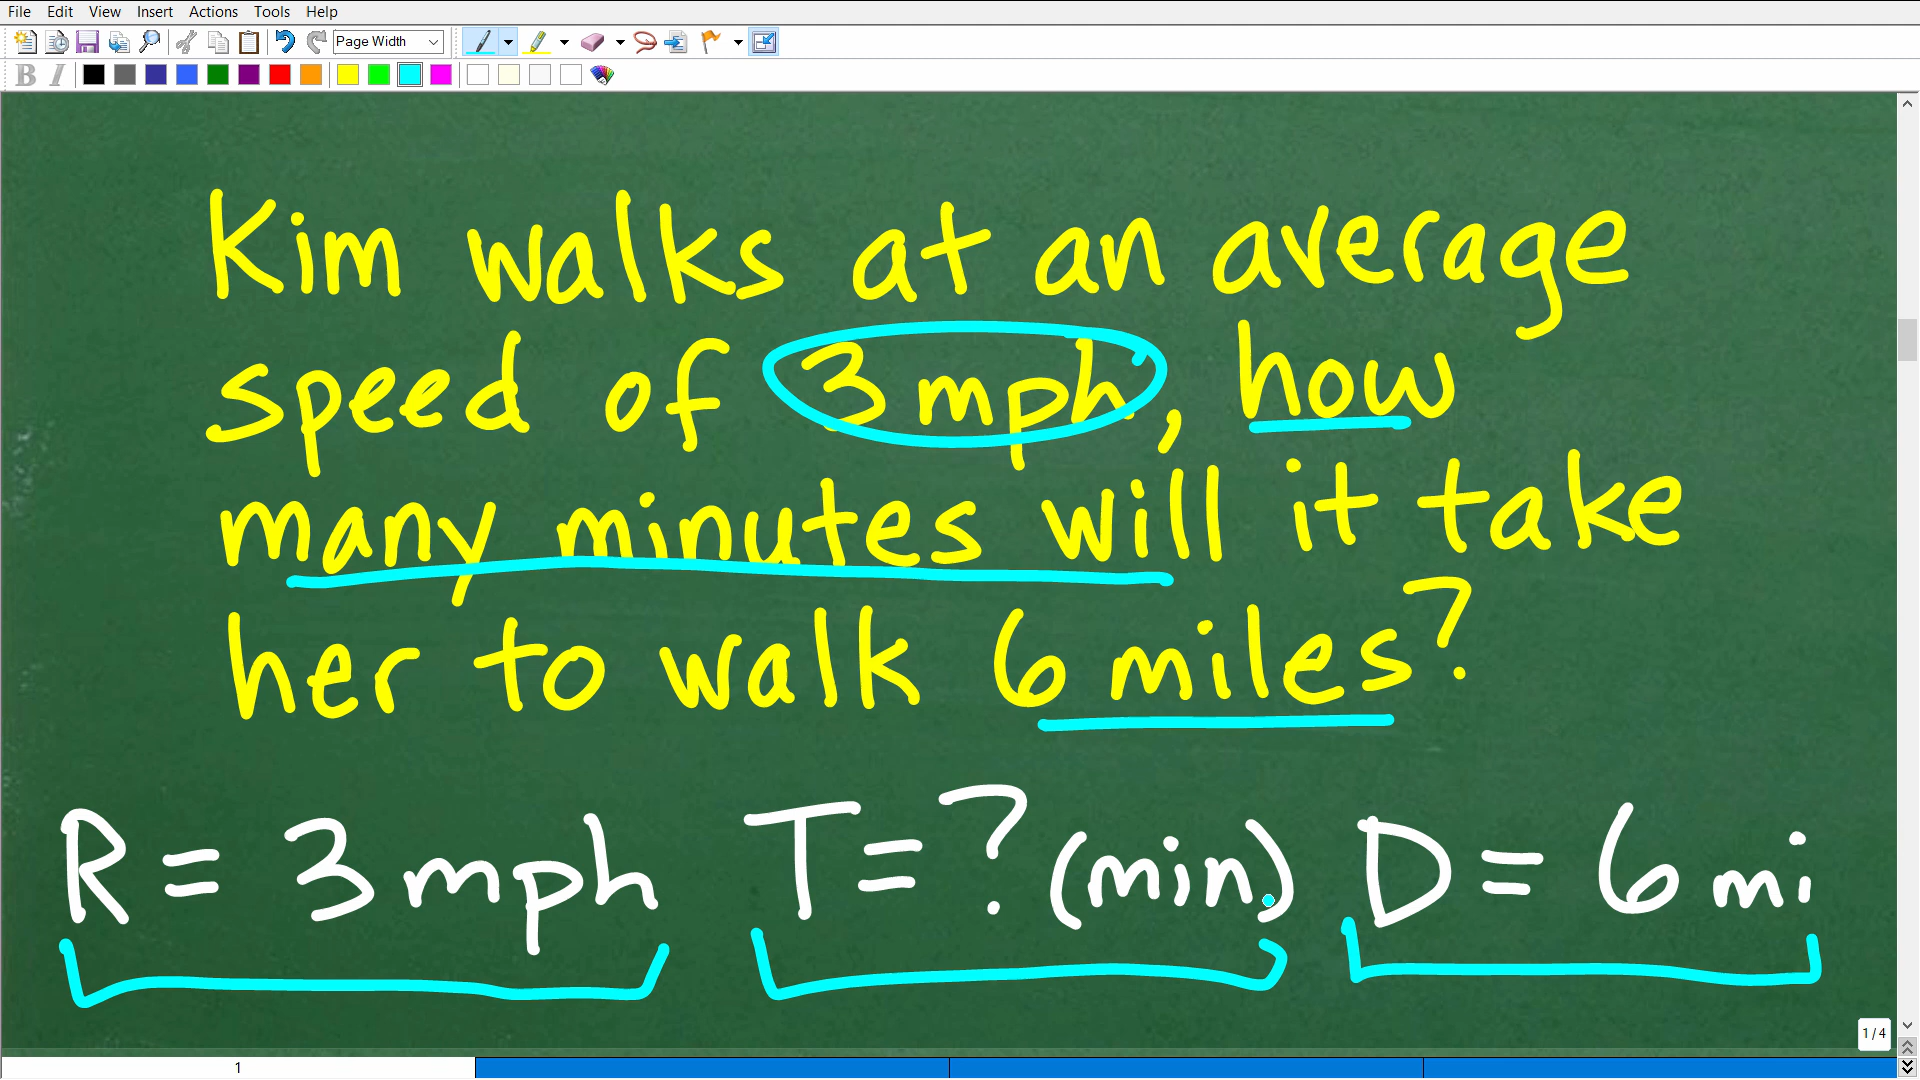 File Edit View Insert Actions Tools Help
Page Width
B I
Kim walks at an average
speed of 3 mph, how
many minutes will it take
her to walk 6 miles?
R = 3 mph T = ? (min.) D = 6 mi
1 / 4
1